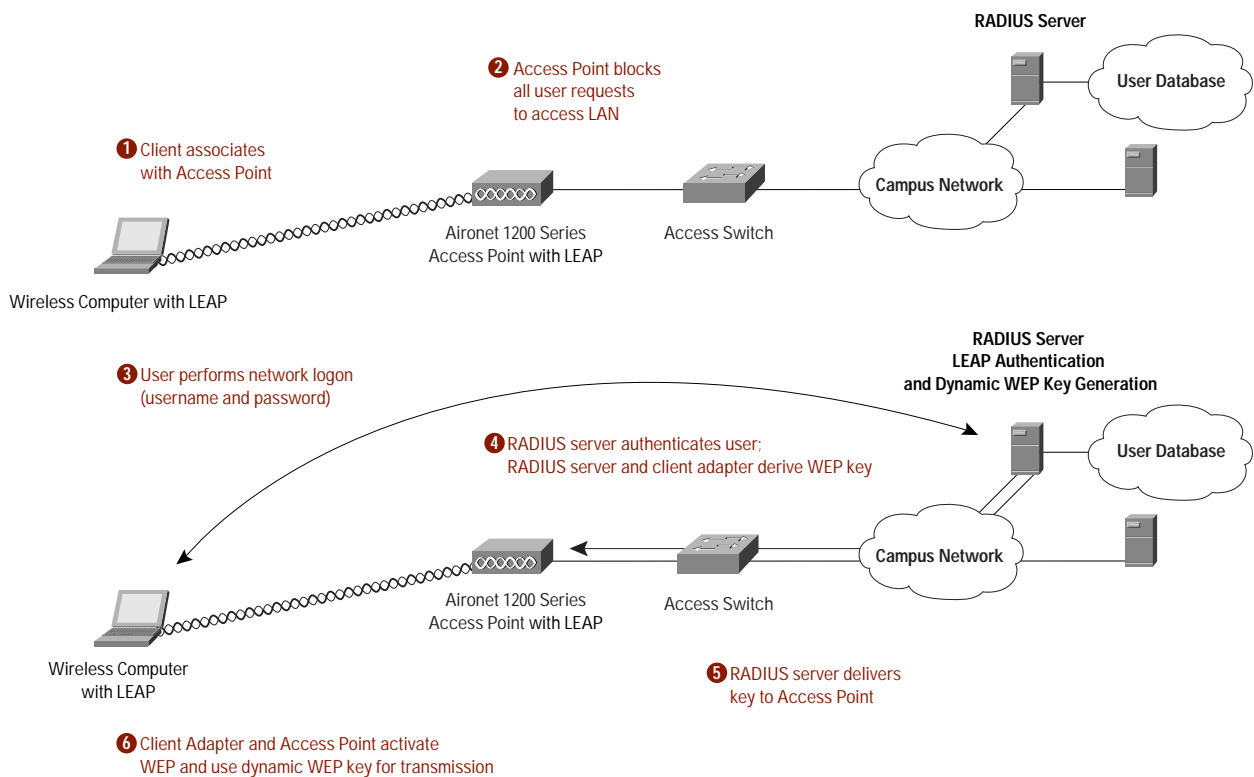 RADIUS Server
2 Access Point blocks
all user requests
to access LAN
User Database
1 Client associates
with Access Point
Campus Network
Aironet 1200 Series
Access Point with LEAP
Access Switch
Wireless Computer with LEAP
RADIUS Server
LEAP Authentication
and Dynamic WEP Key Generation
3 User performs network logon
(username and password)
4 RADIUS server authenticates user;
RADIUS server and client adapter derive WEP key
User Database
Campus Network
Aironet 1200 Series
Access Point with LEAP
Access Switch
Wireless Computer
with LEAP
5 RADIUS server delivers
key to Access Point
6 Client Adapter and Access Point activate
WEP and use dynamic WEP key for transmission